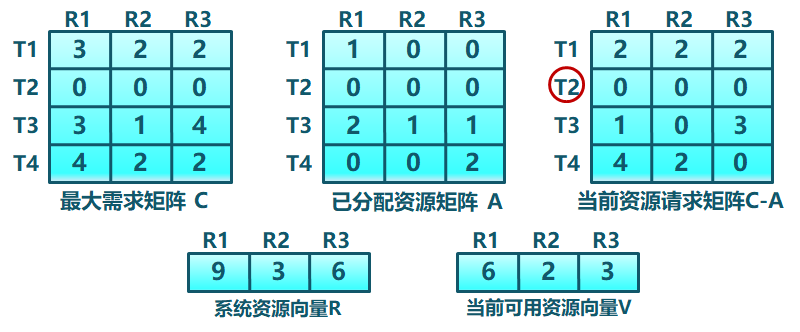 R1 R2 R3 R1 R2 R3 R1 R2 R3
T1 3 2 2 T1 1 0 0 T1 2 2 2
T2 0 0 0 T2 0 0 0 T2 0 0 0
T3 3 1 4 T3 2 1 1 T3 1 0 3
T4 4 2 2 T4 0 0 2 T4 4 2 0
最大需求矩阵 C 已分配资源矩阵 A 当前资源请求矩阵C-A
R1 R2 R3 R1 R2 R3
9 3 6 6 2 3
系统资源向量R 当前可用资源向量V